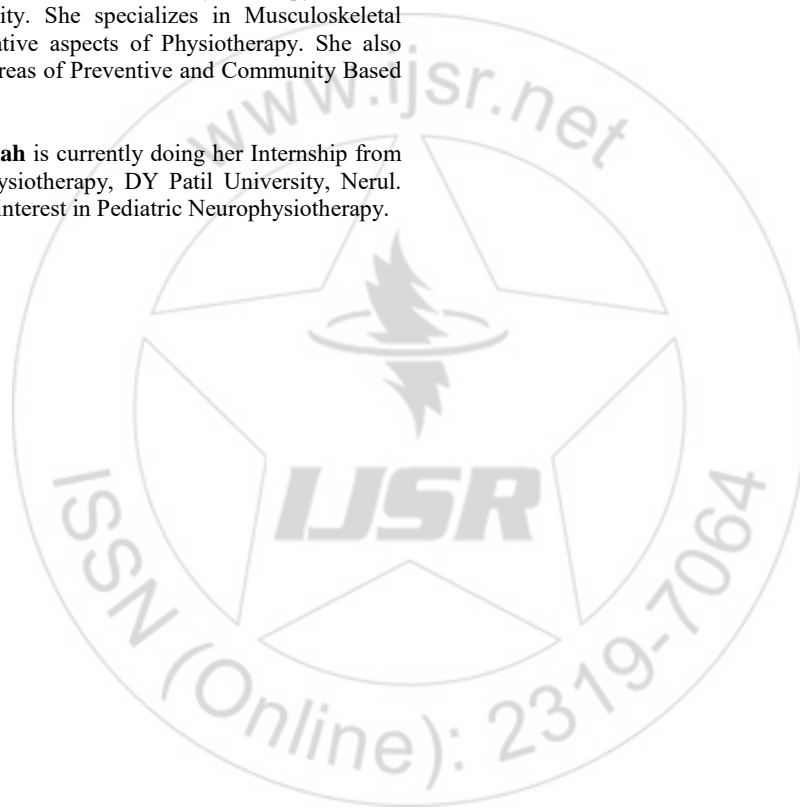 ity. She specializes in Musculoskeletal
ative aspects of Physiotherapy. She also
reas of Preventive and Community Based
ah is currently doing her Internship from
ysiotherapy, DY Patil University, Nerul.
interest in Pediatric Neurophysiotherapy.
www.ijsr.net
IJSR
ISSN (Online): 2319-7064